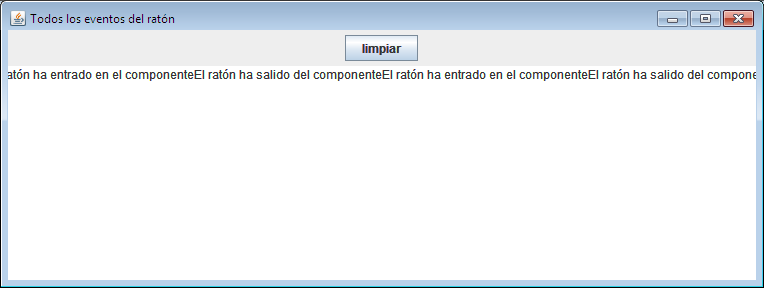 Todos los eventos del ratón
limpiar
atón ha entrado en el componenteEl ratón ha salido del componenteEl ratón ha entrado en el componenteEl ratón ha salido del compone